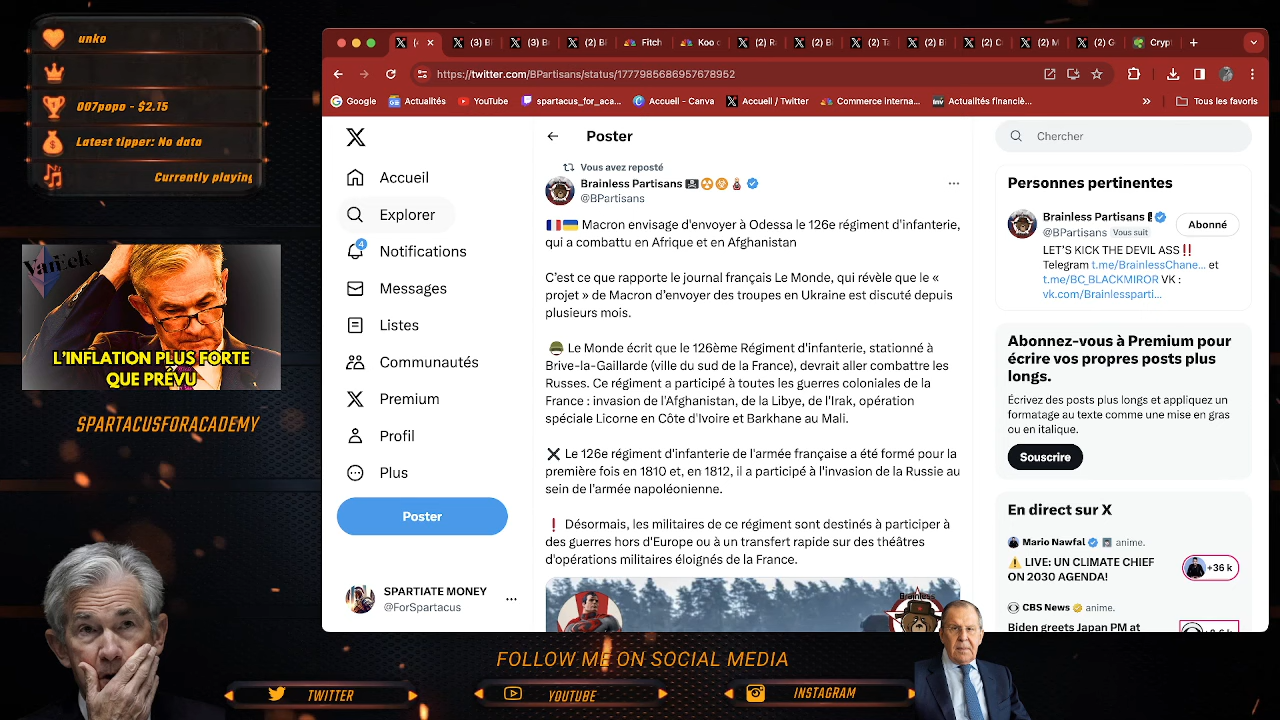 unko
007popo - $2.15
Latest tipper: No data
Currently playing
VanEck
L'INFLATION PLUS FORTE
QUE PRÉVU
SPARTACUSFORACADEMY
Fitch
Koo c
Cryp
https://twitter.com/BPartisans/status/1777985686957678952
Google
Actualités
YouTube
spartacus_for_aca...
Accueil - Canva
Accueil / Twitter
Commerce Interna...
Actualités financiè...
Tous les favoris
Poster
Chercher
Accueil
Explorer
4
Notifications
Messages
Listes
Communautés
Premium
Profil
Plus
Poster
SPARTIATE MONEY
@ForSpartacus
Vous avez reposté
Brainless Partisans
@BPartisans
Macron envisage d'envoyer à Odessa le 126e régiment d'infanterie,
qui a combattu en Afrique et en Afghanistan
C'est ce que rapporte le journal français Le Monde, qui révèle que le «
projet » de Macron d'envoyer des troupes en Ukraine est discuté depuis
plusieurs mois.
Le Monde écrit que le 126ème Régiment d'infanterie, stationné à
Brive-la-Gaillarde (ville du sud de la France), devrait aller combattre les
Russes. Ce régiment a participé à toutes les guerres coloniales de la
France : invasion de l'Afghanistan, de la Libye, de l'Irak, opération
spéciale Licorne en Côte d'Ivoire et Barkhane au Mali.
Le 126e régiment d'infanterie de l'armée française a été formé pour la
première fois en 1810 et, en 1812, il a participé à l'invasion de la Russie au
sein de l'armée napoléonienne.
Désormais, les militaires de ce régiment sont destinés à participer à
des guerres hors d'Europe ou à un transfert rapide sur des théâtres
d'opérations militaires éloignés de la France.
Brainless
Personnes pertinentes
Brainless Partisans
@BPartisans Vous suit
Abonné
LET'S KICK THE DEVIL ASS‼
Telegram t.me/BrainlessChane... et
t.me/BC_BLACKMIROR VK :
vk.com/Brainlessparti...
Abonnez-vous à Premium pour
écrire vos propres posts plus
longs.
Écrivez des posts plus longs et appliquez un
formatage au texte comme une mise en gras
ou en italique.
Souscrire
En direct sur X
Mario Nawfal anime.
LIVE: UN CLIMATE CHIEF
ON 2030 AGENDA!
+36 k
CBS News anime.
Biden greets Japan PM at
FOLLOW ME ON SOCIAL MEDIA
TWITTER
YOUTUBE
INSTAGRAM